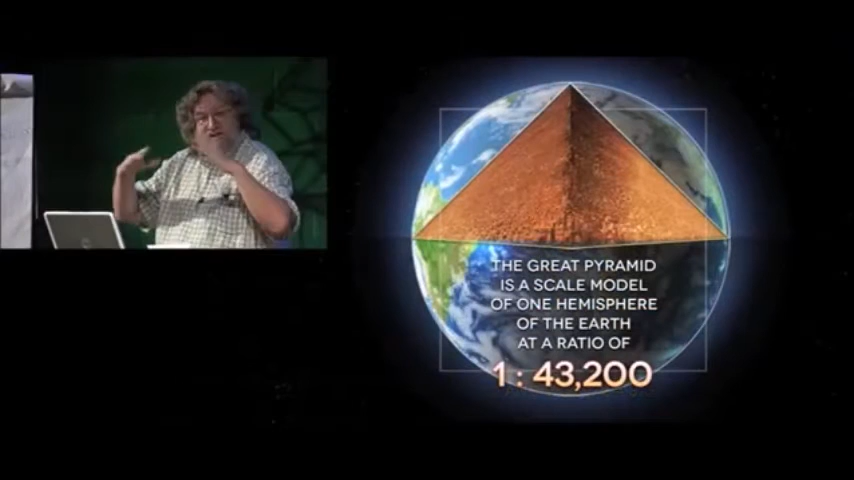 THE GREAT PYRAMID
IS A SCALE MODEL
OF ONE HEMISPHERE
OF THE EARTH
AT A RATIO OF
1 : 43,200